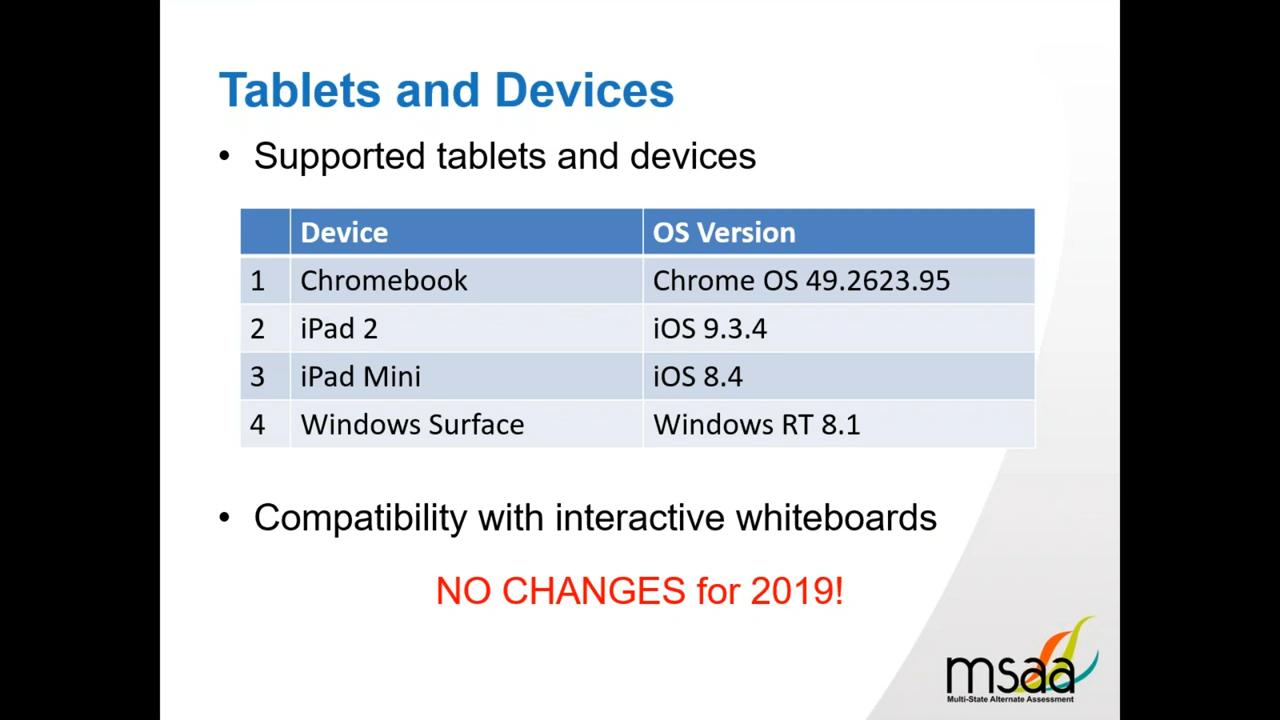 Tablets and Devices
• Supported tablets and devices
Device OS Version
1 Chromebook Chrome OS 49.2623.95
2 iPad 2 iOS 9.3.4
3 iPad Mini iOS 8.4
4 Windows Surface Windows RT 8.1
• Compatibility with interactive whiteboards
NO CHANGES for 2019!
msaa
Multi-State Alternate Assessment